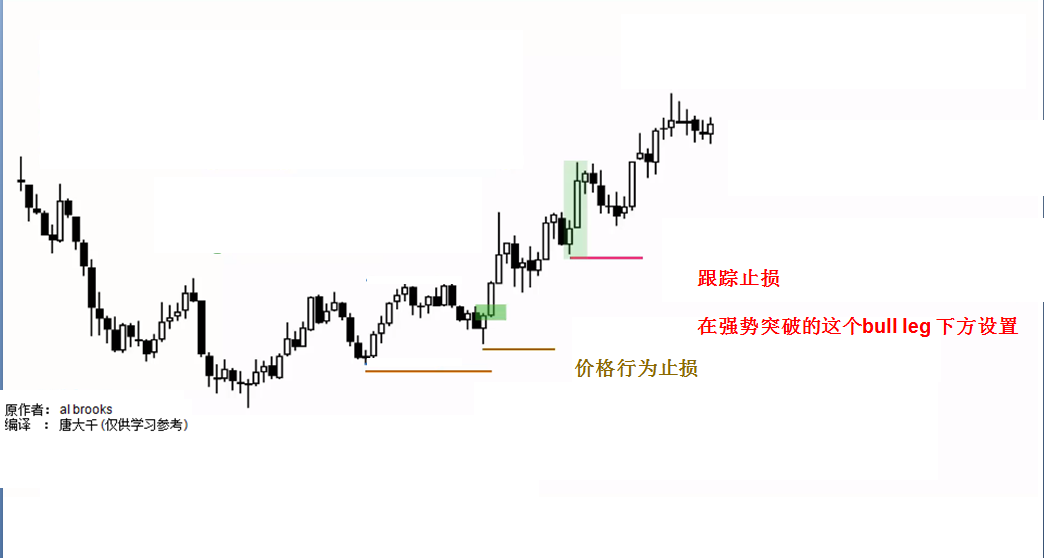 跟踪止损
在强势突破的这个bull leg 下方设置
价格行为止损
原作者: al brooks
编译 : 唐大千(仅供学习参考)